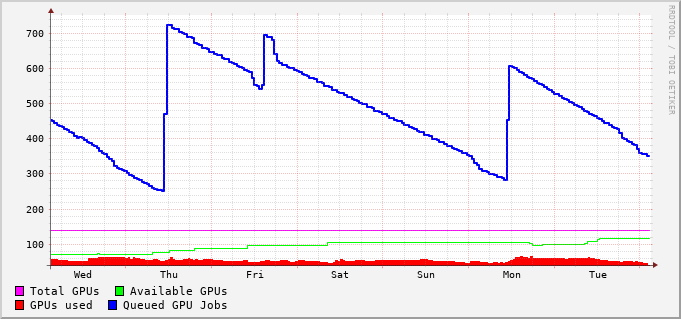 700
600
500
400
300
200
100
Wed Thu Fri Sat Sun Mon Tue
RRDTOOL / TOBI OETIKER
Total GPUs Available GPUs
GPUs used Queued GPU Jobs